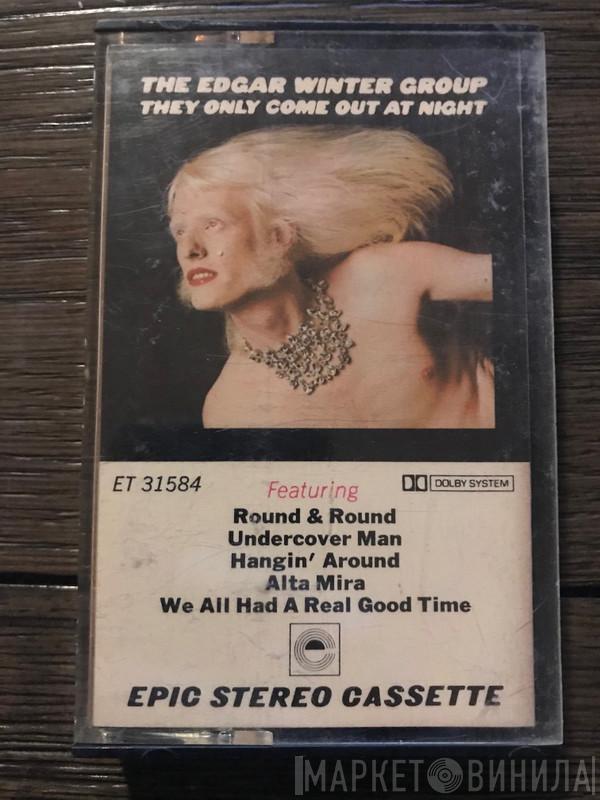 THE EDGAR WINTER GROUP
THEY ONLY COME OUT AT NIGHT
ET 31584
Featuring
DOLBY SYSTEM
Round & Round
Undercover Man
Hangin' Around
Alta Mira
We All Had A Real Good Time
EPIC STEREO CASSETTE
МАРКЕТ ВИНИЛА